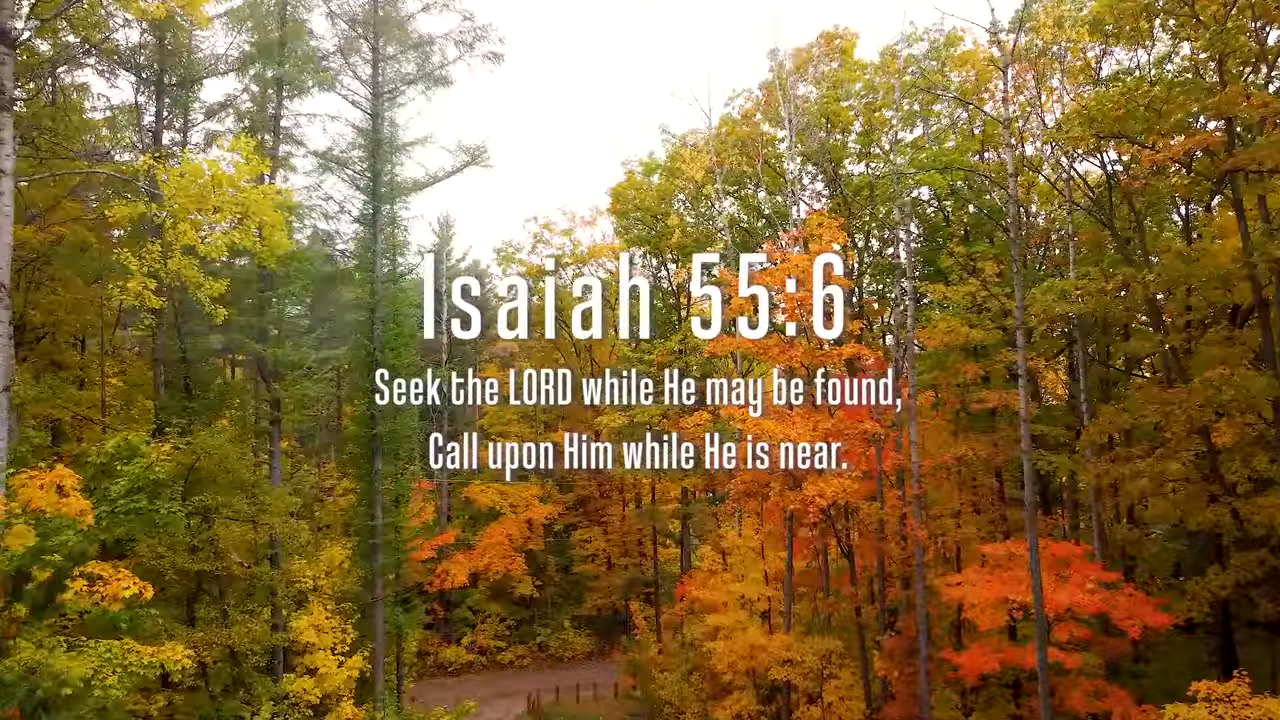 Isaiah 55:6
Seek the LORD while He may be found,
Call upon Him while He is near.